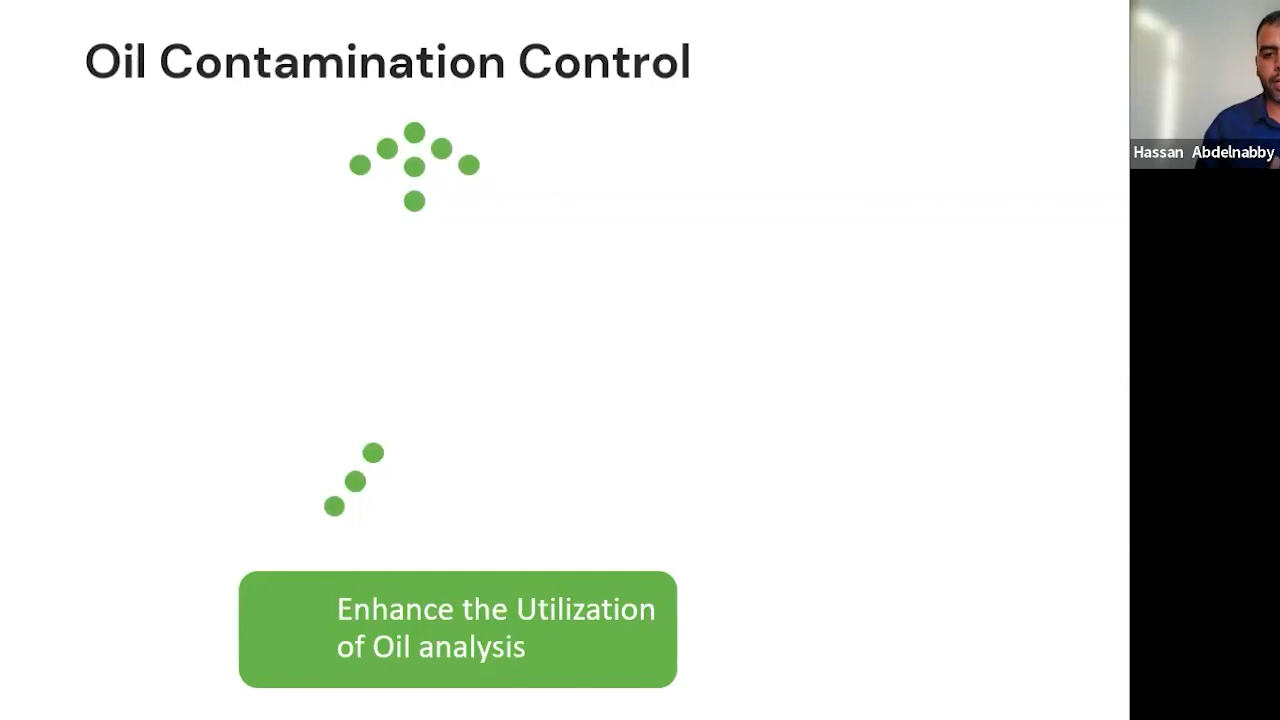 Oil Contamination Control
Hassan Abdelnabby
Enhance the Utilization
of Oil analysis